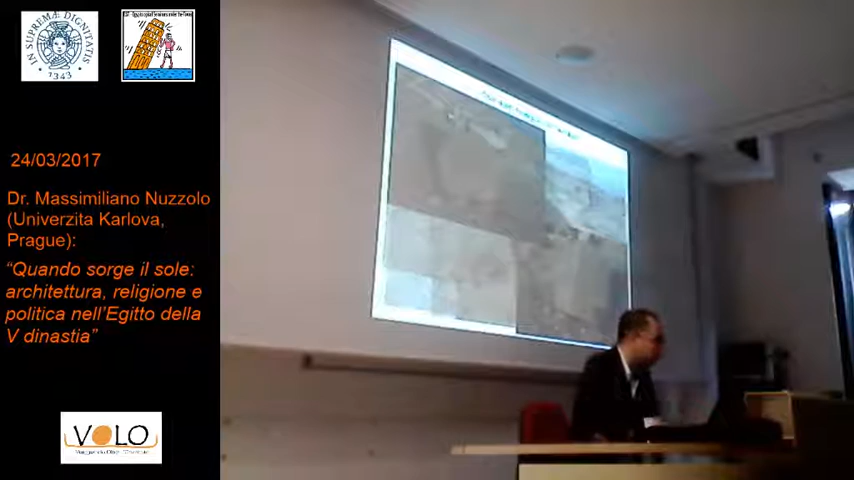 IN SUPREMÆ DIGNITATIS
·1343·
24/03/2017
Dr. Massimiliano Nuzzolo
(Univerzita Karlova,
Prague):
“Quando sorge il sole:
architettura, religione e
politica nell’Egitto della
V dinastia”
VOLO